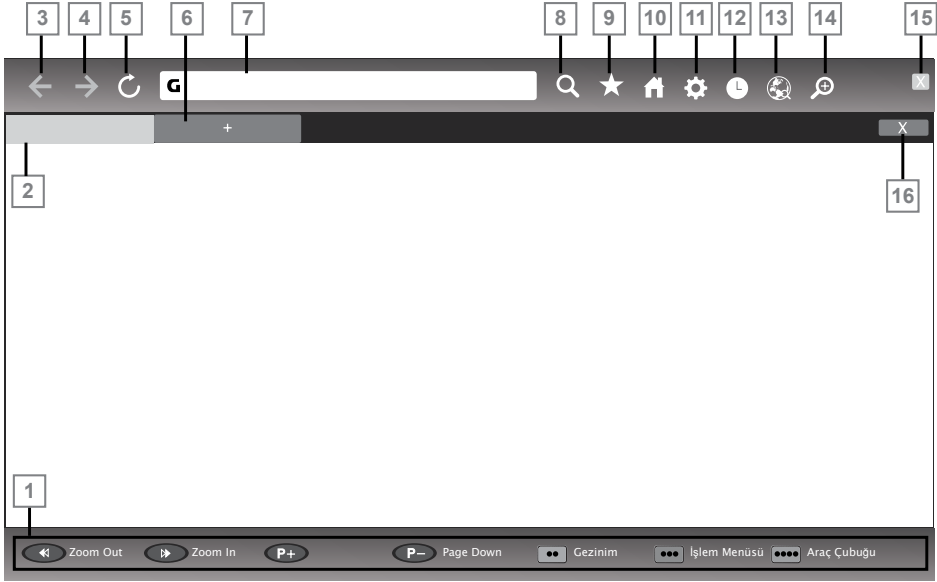 3 4 5 6 7 8 9 10 11 12 13 14 15
G X
+ X
2 16
1
Zoom Out Zoom In P+ P− Page Down Gezinim İşlem Menüsü Araç Çubuğu